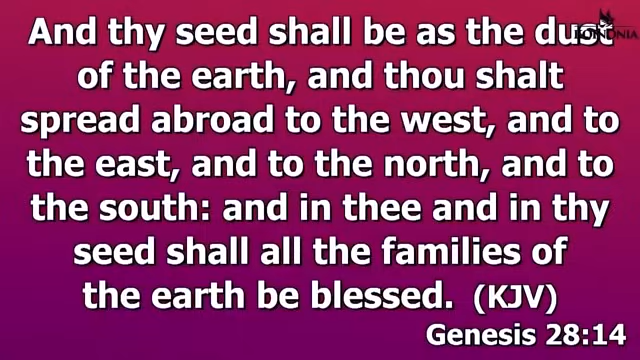 And thy seed shall be as the dust
of the earth, and thou shalt
spread abroad to the west, and to
the east, and to the north, and to
the south: and in thee and in thy
seed shall all the families of
the earth be blessed. (KJV)
Genesis 28:14